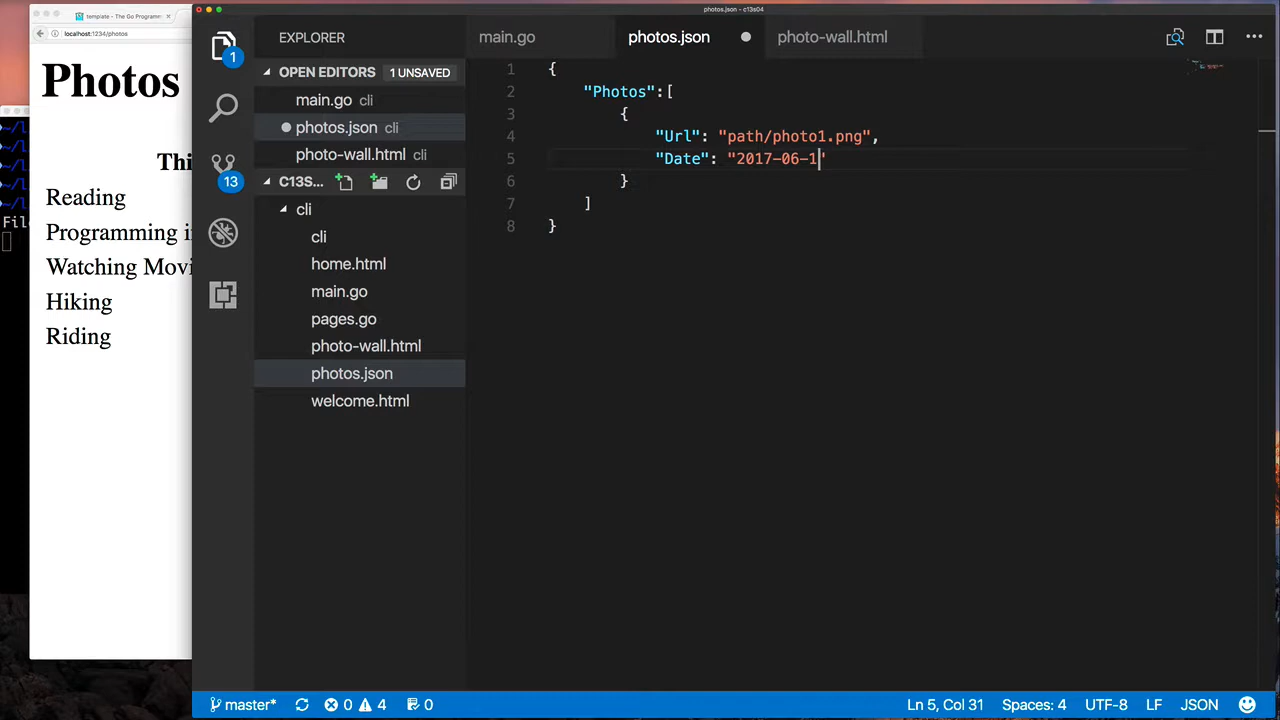 template - The Go Programm...
localhost:1234/photos
Photos
Reading
Programming
Watching
Hiking
Riding
photos.json - c13s04
EXPLORER
OPEN EDITORS 1 UNSAVED
main.go cli
photos.json cli
photo-wall.html cli
C13S...
cli
cli
home.html
main.go
pages.go
photo-wall.html
photos.json
welcome.html
1
13
main.go photos.json photo-wall.html
1 {
2 "Photos":[
3 {
4 "Url": "path/photo1.png",
5 "Date": "2017-06-1"
6 }
7 ]
8 }
master* 0 4 0 Ln 5, Col 31 Spaces: 4 UTF-8 LF JSON